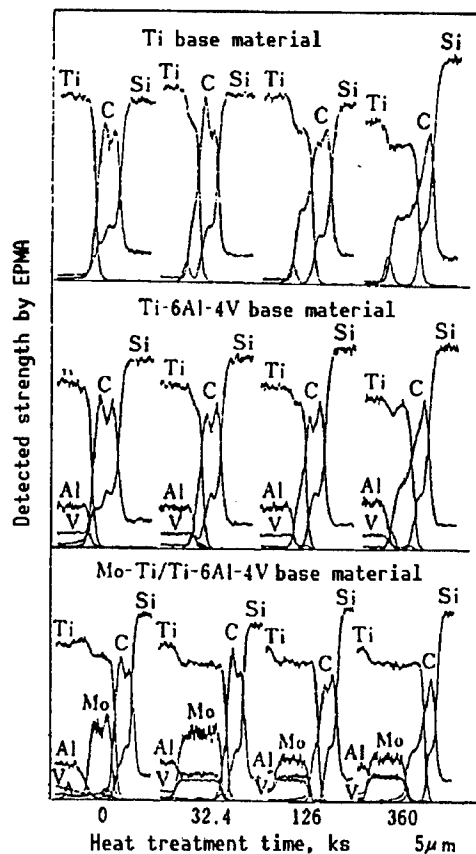 Ti base material
Ti C Si Ti C Si Ti C Si Ti C Si
Detected strength by EPMA
Ti-6Al-4V base material
C Si Ti C Si Ti C Si Ti C Si
Al Al Al Al
V V V V
Mo-Ti/Ti-6Al-4V base material
Ti C Si Ti C Si Ti C Si Ti C Si
Mo Mo Mo Mo
Al Al Al Al
V V V V
0 32.4 126 360
Heat treatment time, ks 5μm